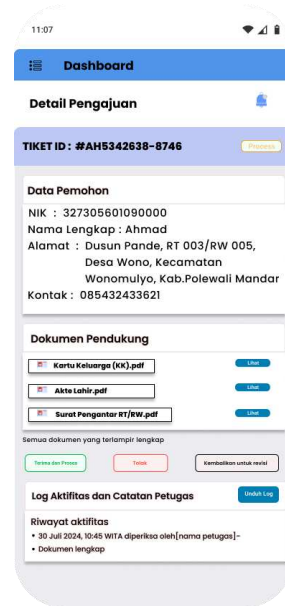 11:07
Dashboard
Detail Pengajuan
TIKET ID : #AH5342638-8746
Process
Data Pemohon
NIK : 327305601090000
Nama Lengkap : Ahmad
Alamat : Dusun Pande, RT 003/RW 005,
Desa Wono, Kecamatan
Wonomulyo, Kab.Polewali Mandar
Kontak : 085432433621
Dokumen Pendukung
Kartu Keluarga (KK).pdf
Lihat
Akte Lahir.pdf
Lihat
Surat Pengantar RT/RW.pdf
Lihat
Semua dokumen yang terlampir lengkap
Terima dan Proses
Tolak
Kembalikan untuk revisi
Log Aktifitas dan Catatan Petugas
Unduh Log
Riwayat aktifitas
• 30 Juli 2024, 10:45 WITA diperiksa oleh[nama petugas]-
• Dokumen lengkap